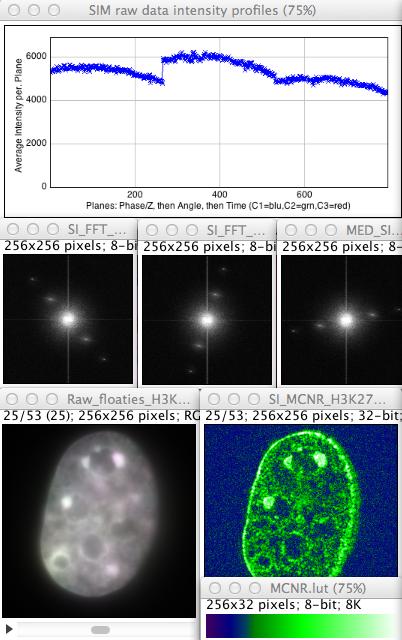 SIM raw data intensity profiles (75%)
6000
4000
2000
0
Average Intensity per. Plane
200 400 600
Planes: Phase/Z, then Angle, then Time (C1=blu,C2=grn,C3=red)
SI_FFT_... SI_FFT_... MED_SI...
256x256 pixels; 8-bi 256x256 pixels; 8-bi 256x256 pixels; 8-
Raw_floaties_H3K... SI_MCNR_H3K27...
25/53 (25); 256x256 pixels; RG 25/53; 256x256 pixels; 32-bit;
MCNR.lut (75%)
256x32 pixels; 8-bit; 8K